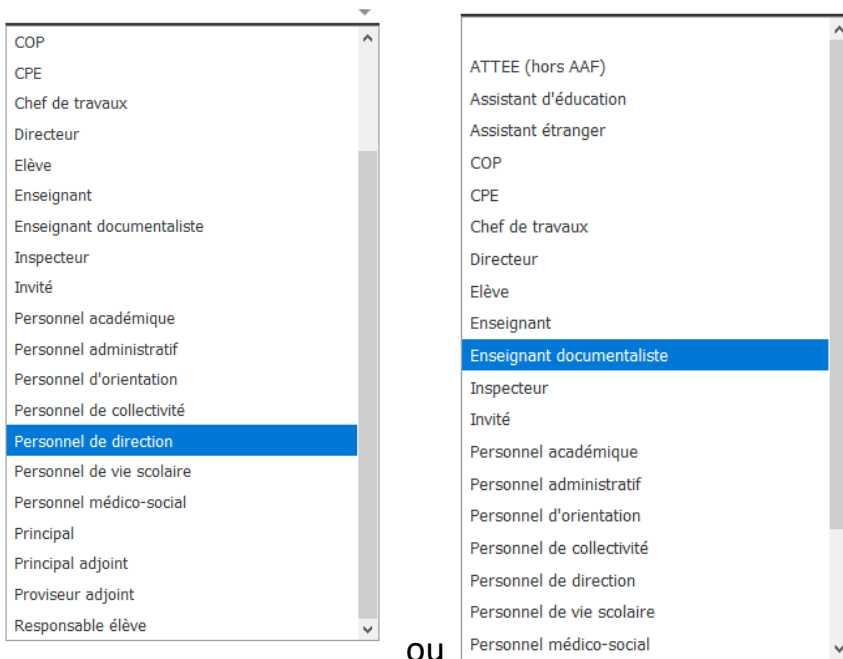 COP
CPE
Chef de travaux
Directeur
Elève
Enseignant
Enseignant documentaliste
Inspecteur
Invité
Personnel académique
Personnel administratif
Personnel d'orientation
Personnel de collectivité
Personnel de direction
Personnel de vie scolaire
Personnel médico-social
Principal
Principal adjoint
Proviseur adjoint
Responsable élève
ou
ATTEE (hors AAF)
Assistant d'éducation
Assistant étranger
COP
CPE
Chef de travaux
Directeur
Elève
Enseignant
Enseignant documentaliste
Inspecteur
Invité
Personnel académique
Personnel administratif
Personnel d'orientation
Personnel de collectivité
Personnel de direction
Personnel de vie scolaire
Personnel médico-social